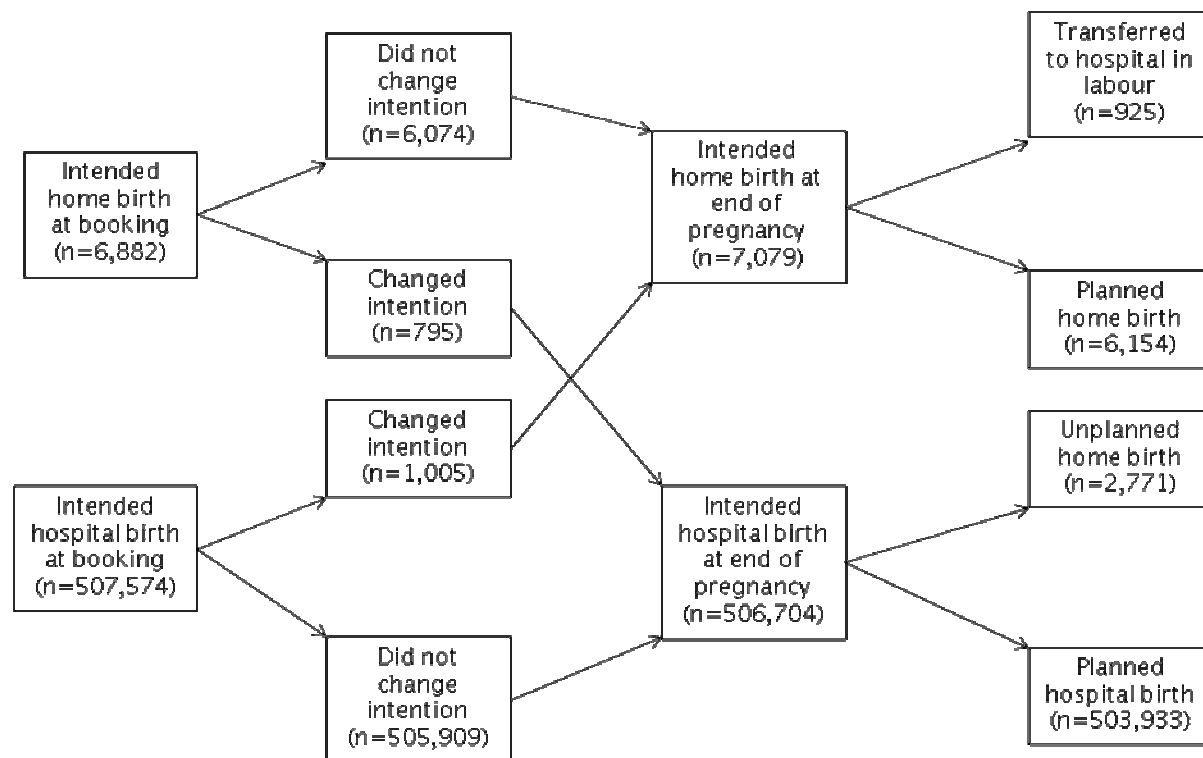 Intended
home birth
at booking
(n=6,882)
Did not
change
intention
(n=6,074)
Changed
intention
(n=795)
Intended
hospital birth
at booking
(n=507,574)
Changed
intention
(n=1,005)
Did not
change
intention
(n=505,909)
Intended
home birth at
end of
pregnancy
(n=7,079)
Intended
hospital birth
at end of
pregnancy
(n=506,704)
Transferred
to hospital in
labour
(n=925)
Planned
home birth
(n=6,154)
Unplanned
home birth
(n=2,771)
Planned
hospital birth
(n=503,933)